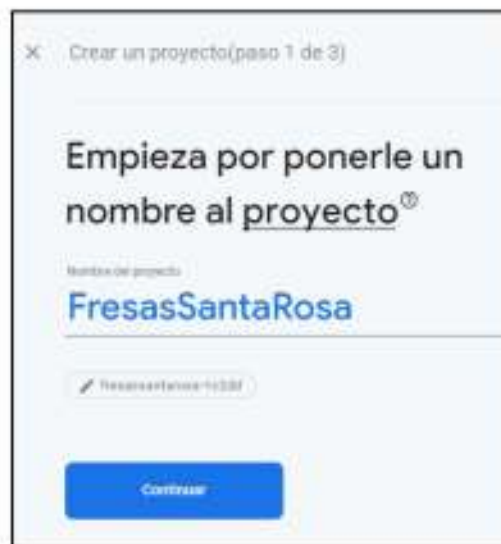 Crear un proyecto(paso 1 de 3)
Empieza por ponerle un
nombre al proyecto
Nombre del proyecto
FresasSantaRosa
Continuar